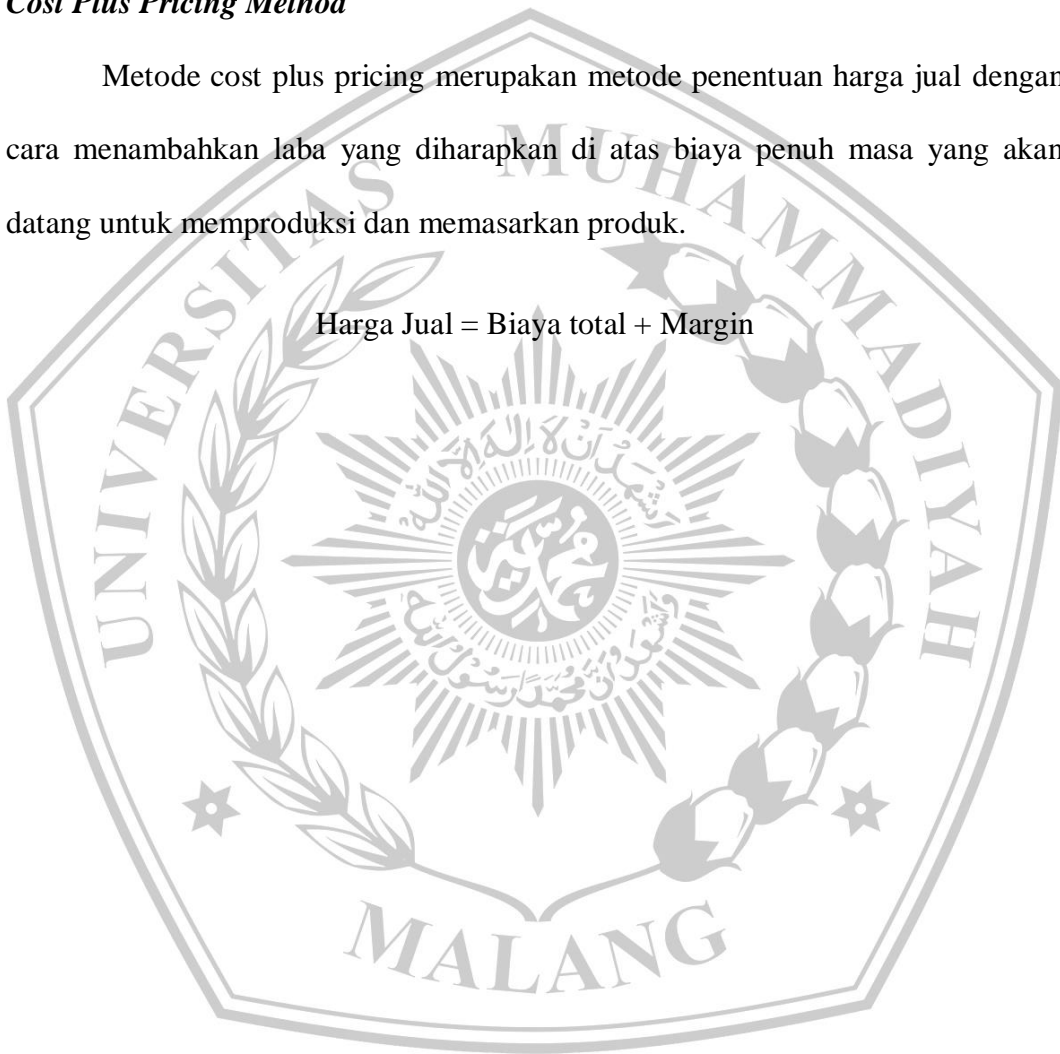 Cost Plus Pricing Method
Metode cost plus pricing merupakan metode penentuan harga jual dengan
cara menambahkan laba yang diharapkan di atas biaya penuh masa yang akan
datang untuk memproduksi dan memasarkan produk.
Harga Jual = Biaya total + Margin
UNIVERSITAS MUHAMMADIYAH
MALANG